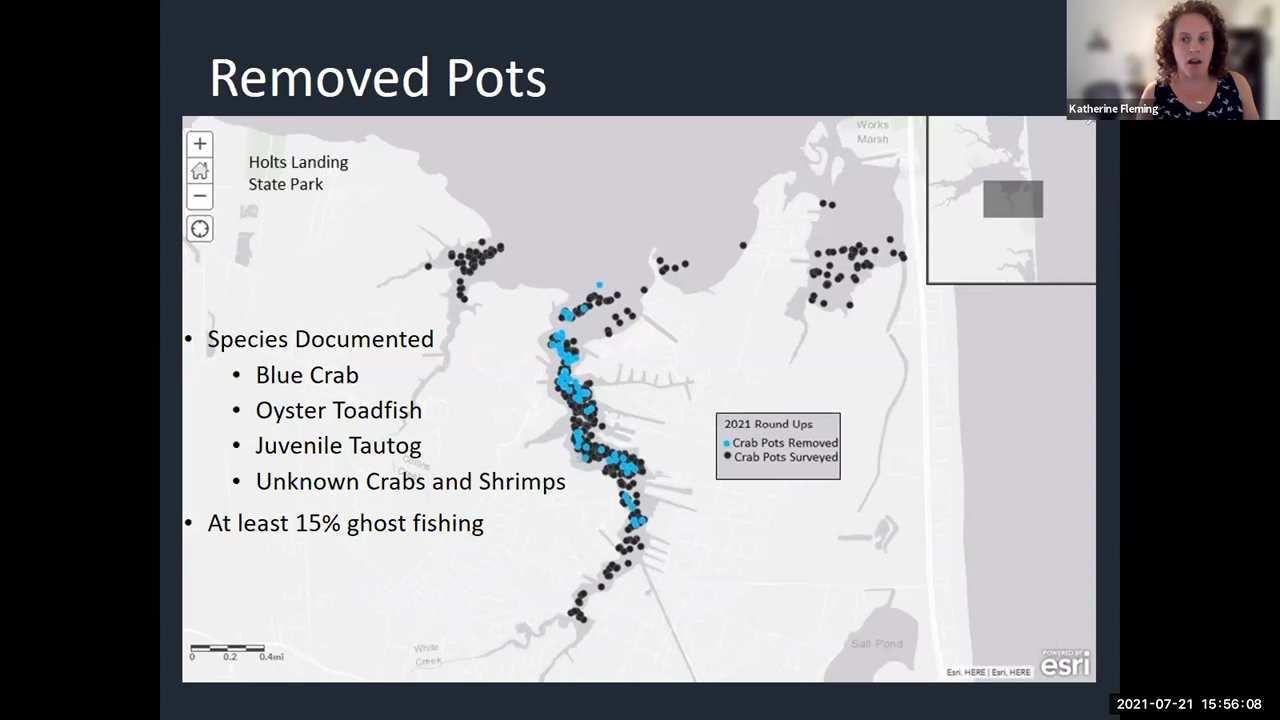 Removed Pots
Katherine Fleming
Works
Marsh
Holts Landing
State Park
• Species Documented
• Blue Crab
• Oyster Toadfish
• Juvenile Tautog
• Unknown Crabs and Shrimps
• At least 15% ghost fishing
2021 Round Ups
Crab Pots Removed
Crab Pots Surveyed
0 0.2 0.4mi
White
Creek
Salt Pond
Esri, HERE | Esri, HERE
POWERED BY
esri
2021-07-21 15:56:08